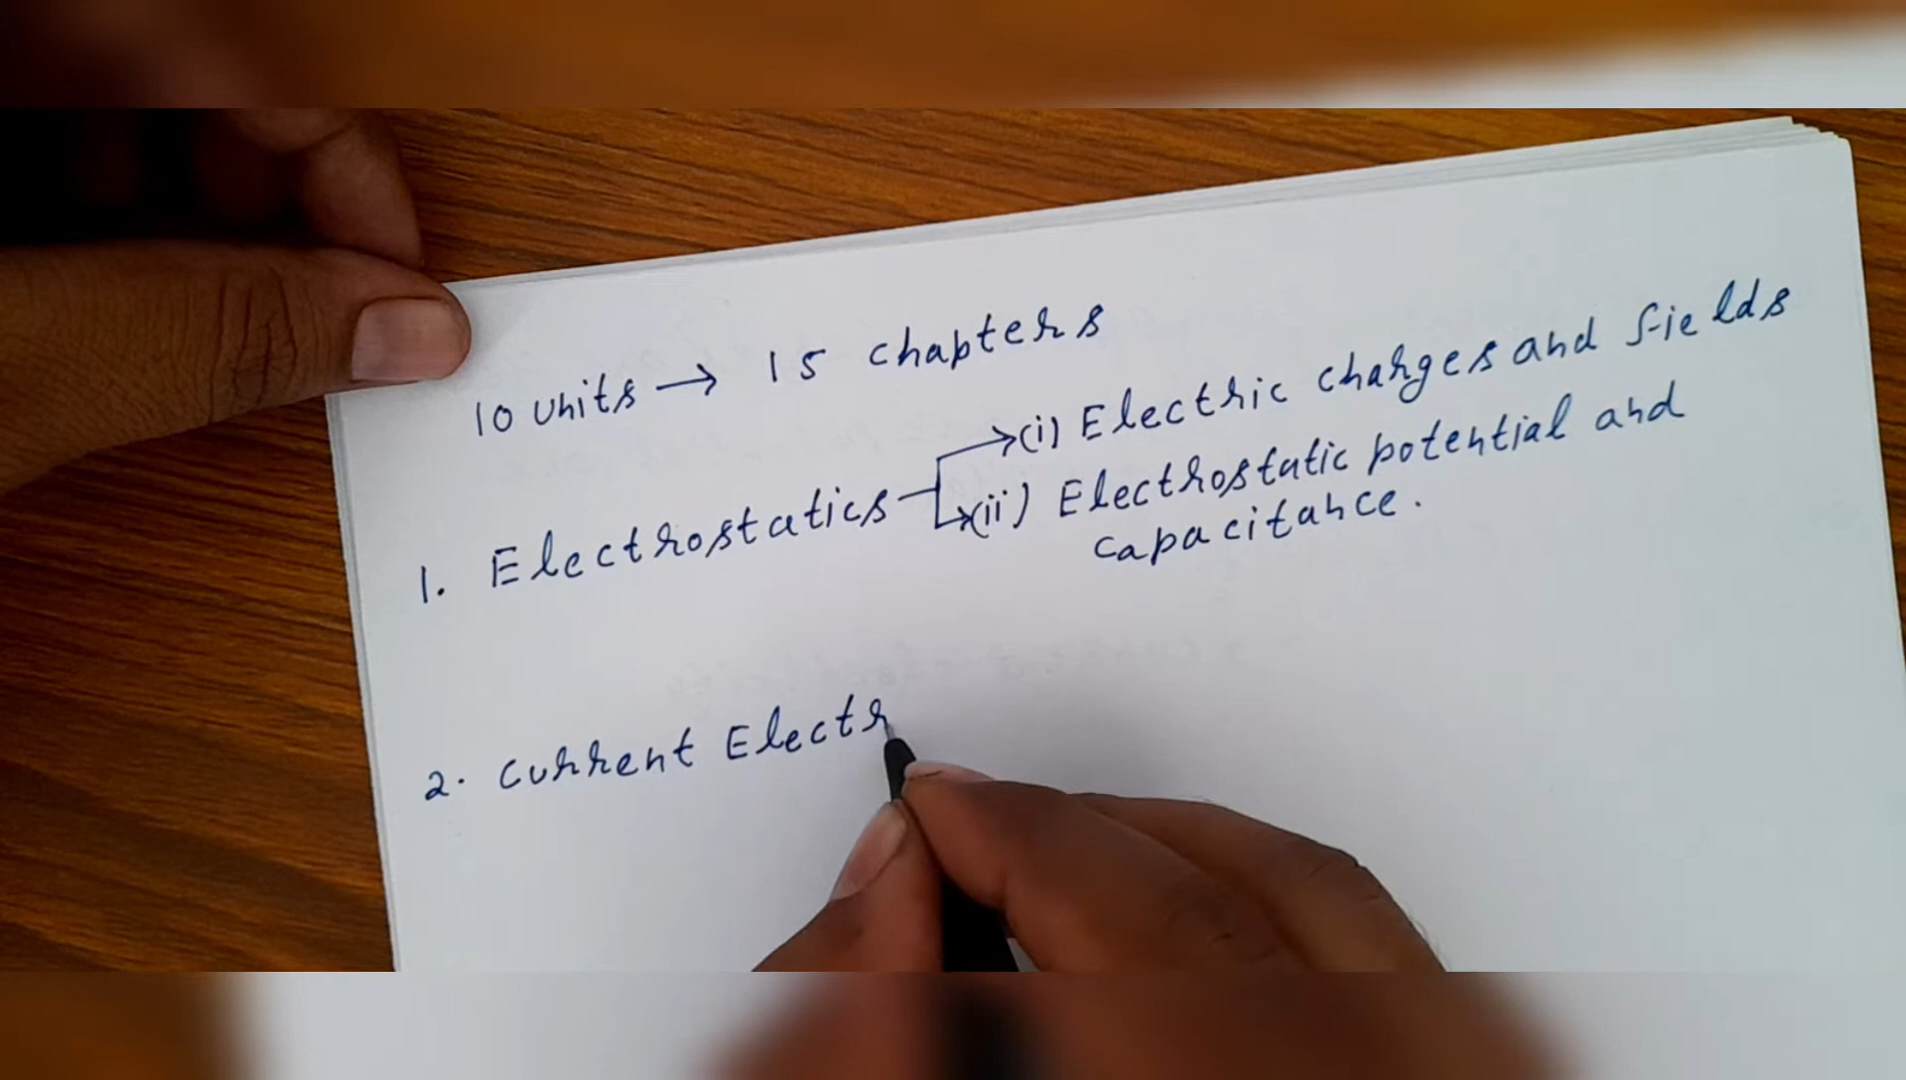 10 units → 15 chapters
1. Electrostatics →(i) Electric charges and fields
→(ii) Electrostatic potential and
capacitance.
2. Current Electr